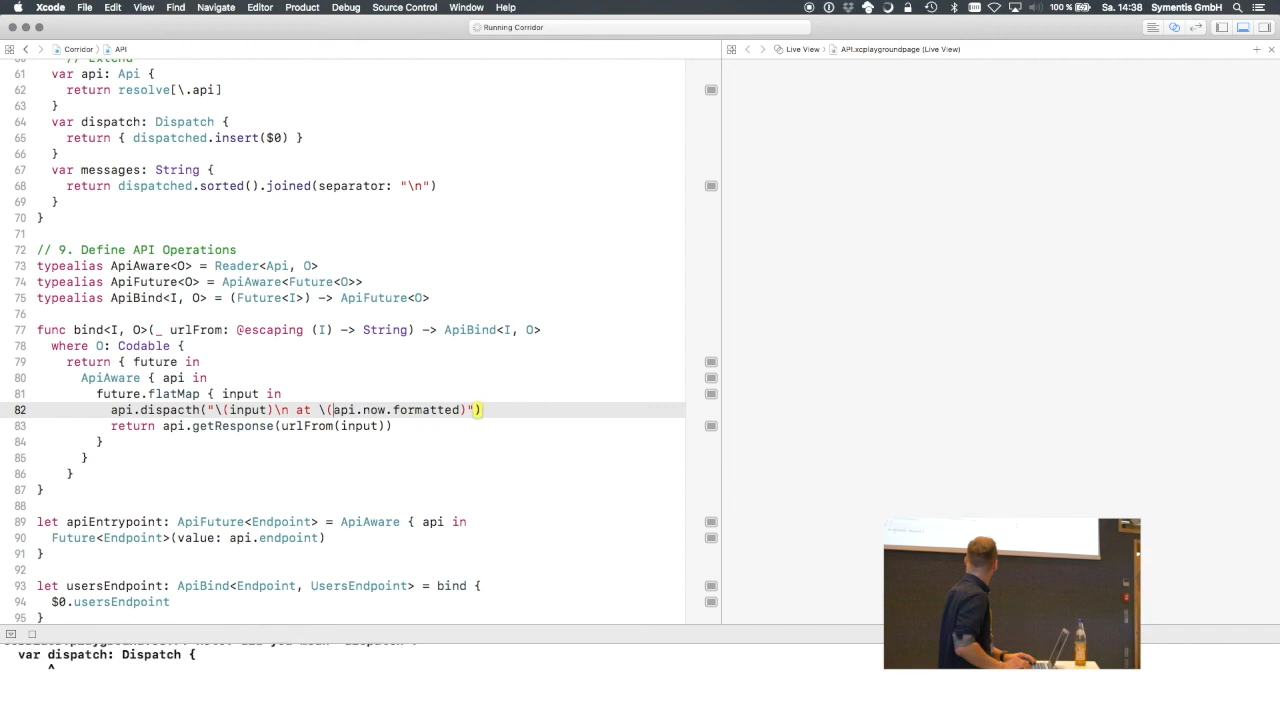 Xcode File Edit View Find Navigate Editor Product Debug Source Control Window Help 100 % Sa. 14:38 Symentis GmbH
Running Corridor
Corridor API
Live View API.xcplaygroundpage (Live View)
60 // Extend
61 var api: Api {
62 return resolve[\.api]
63 }
64 var dispatch: Dispatch {
65 return { dispatched.insert($0) }
66 }
67 var messages: String {
68 return dispatched.sorted().joined(separator: "\n")
69 }
70 }
71
72 // 9. Define API Operations
73 typealias ApiAware<O> = Reader<Api, O>
74 typealias ApiFuture<O> = ApiAware<Future<O>>
75 typealias ApiBind<I, O> = (Future<I>) -> ApiFuture<O>
76
77 func bind<I, O>(_ urlFrom: @escaping (I) -> String) -> ApiBind<I, O>
78 where O: Codable {
79 return { future in
80 ApiAware { api in
81 future.flatMap { input in
82 api.dispacth("\(input)\n at \(api.now.formatted)")
83 return api.getResponse(urlFrom(input))
84 }
85 }
86 }
87 }
88
89 let apiEntrypoint: ApiFuture<Endpoint> = ApiAware { api in
90 Future<Endpoint>(value: api.endpoint)
91 }
92
93 let usersEndpoint: ApiBind<Endpoint, UsersEndpoint> = bind {
94 $0.usersEndpoint
95 }
var dispatch: Dispatch {
^